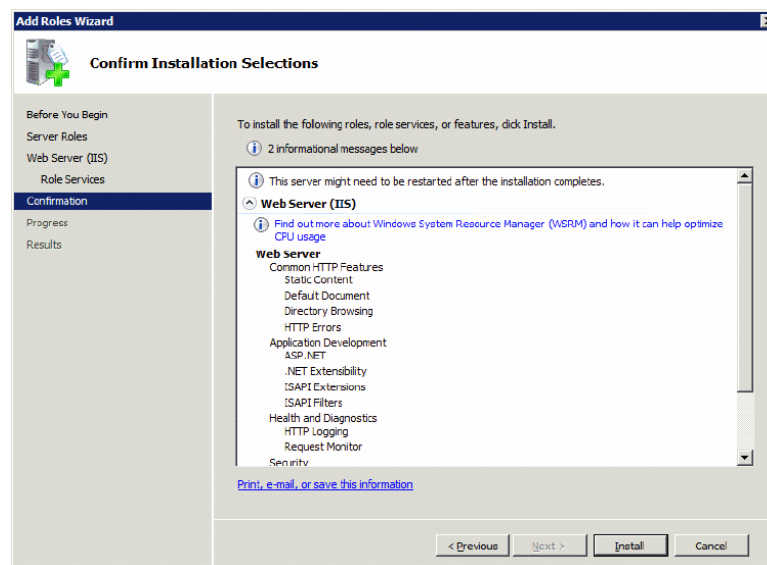 Add Roles Wizard
Confirm Installation Selections
Before You Begin
Server Roles
Web Server (IIS)
Role Services
Confirmation
Progress
Results
To install the following roles, role services, or features, click Install.
2 informational messages below
This server might need to be restarted after the installation completes.
Web Server (IIS)
Find out more about Windows System Resource Manager (WSRM) and how it can help optimize
CPU usage
Web Server
Common HTTP Features
Static Content
Default Document
Directory Browsing
HTTP Errors
Application Development
ASP.NET
.NET Extensibility
ISAPI Extensions
ISAPI Filters
Health and Diagnostics
HTTP Logging
Request Monitor
Security
Print, e-mail, or save this information
< Previous Next > Install Cancel